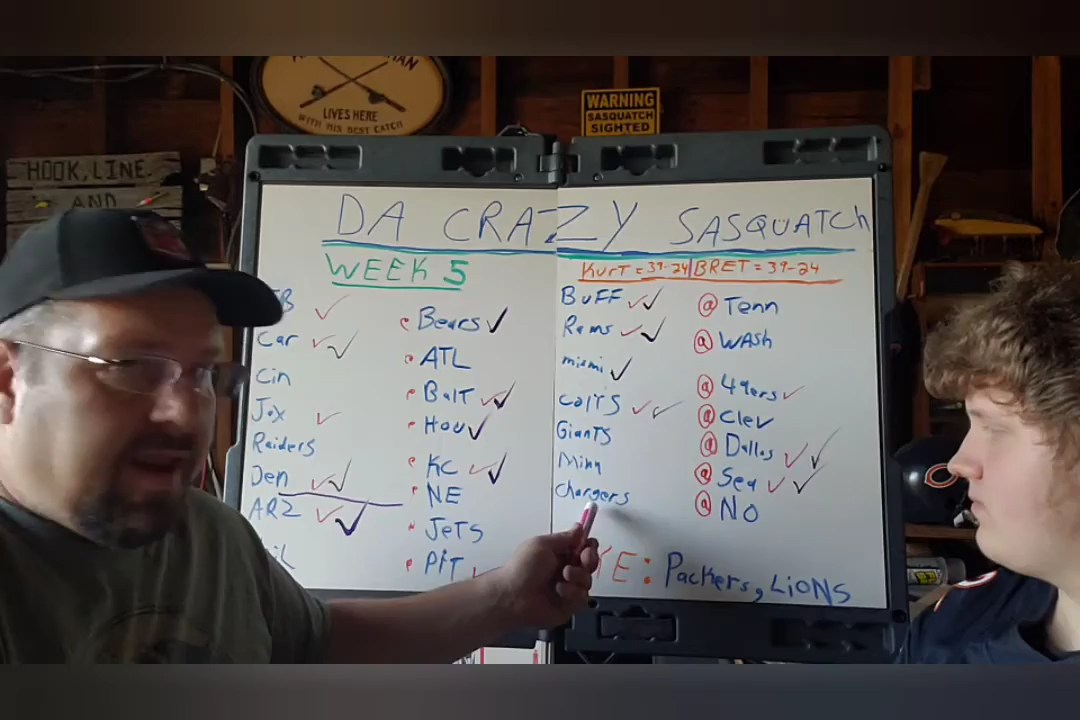 LIVES HERE
WITH HIS BEST CATCH
WARNING
SASQUATCH
SIGHTED
HOOK, LINE
AND
DA CRAZY SASQUATCH
WEEK 5
KURT = 39-24 BRET = 39-24
Bears
Car ATL
Cin BALT
Jax HOU
Raiders KC
Den NE
ARZ JETS
PIT
BUFF @ Tenn
Rams @ WASH
miami @ 49ers
COLTS @ Clev
Giants @ Dallas
Minn @ Sea
Chargers @ NO
YE: Packers, LIONS